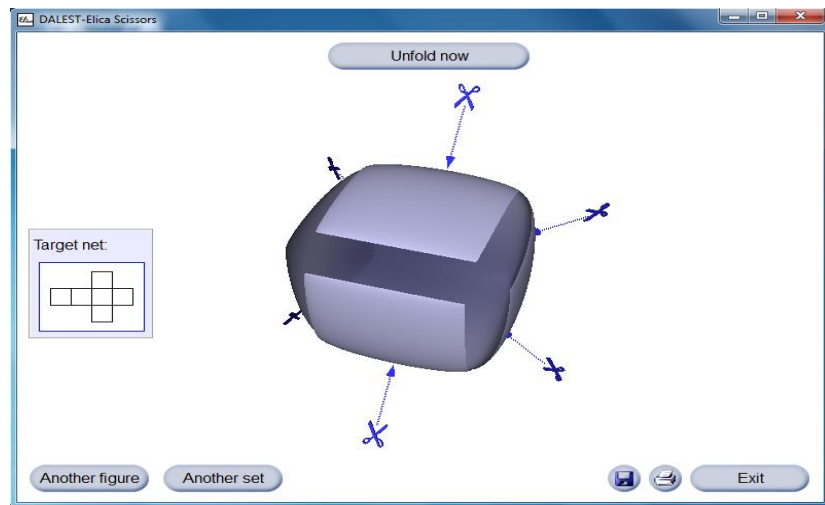 DALEST-Elica Scissors
Unfold now
Target net:
Another figure
Another set
Exit